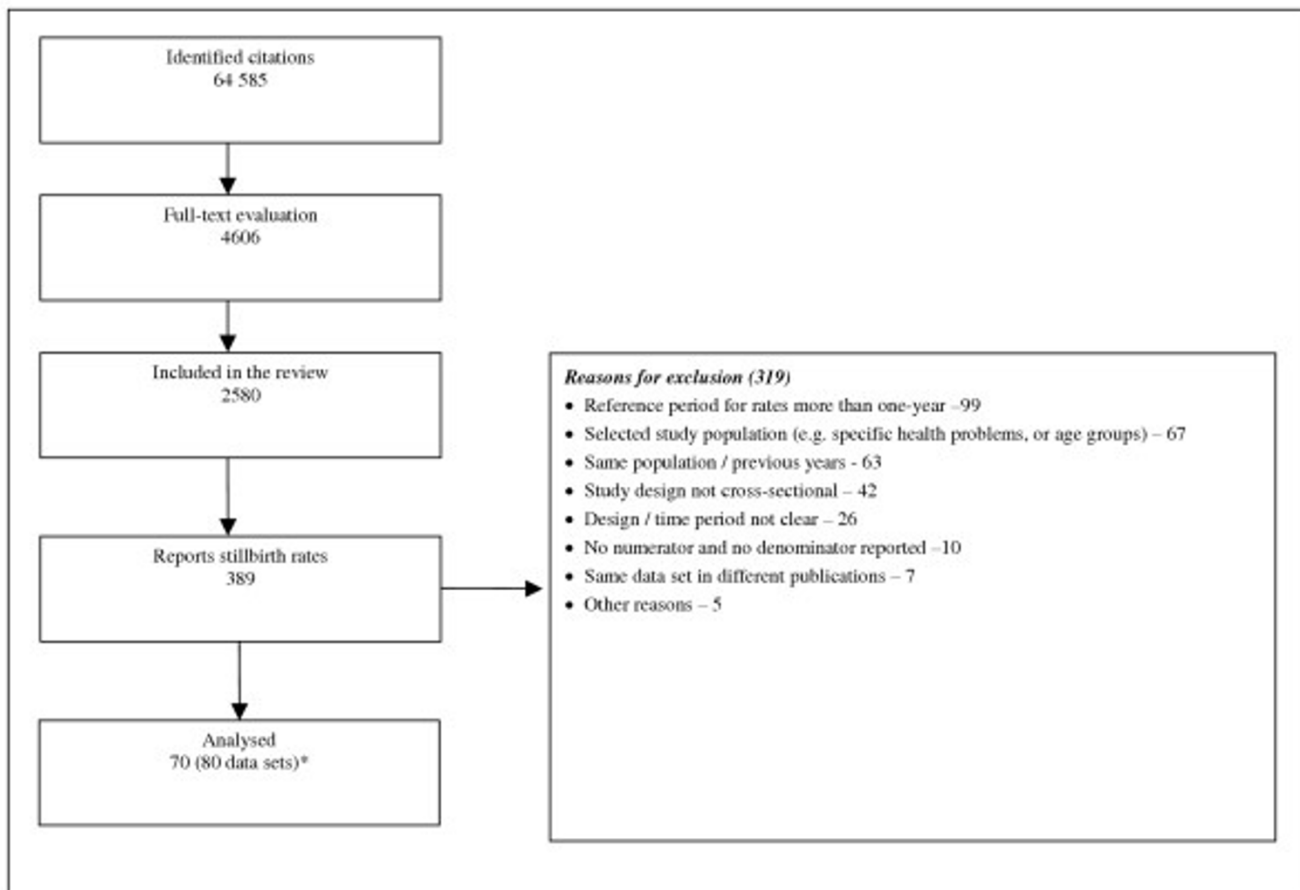 Identified citations
64 585
Full-text evaluation
4606
Included in the review
2580
Reports stillbirth rates
389
Analysed
70 (80 data sets)*
Reasons for exclusion (319)
• Reference period for rates more than one-year –99
• Selected study population (e.g. specific health problems, or age groups) – 67
• Same population / previous years - 63
• Study design not cross-sectional – 42
• Design / time period not clear – 26
• No numerator and no denominator reported –10
• Same data set in different publications – 7
• Other reasons – 5